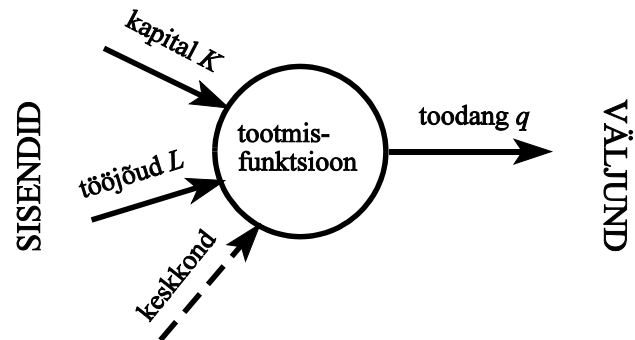 SISENDID
kapital K
tööjõud L
keskkond
tootmis-
funktsioon
toodang q
VÄLJUND